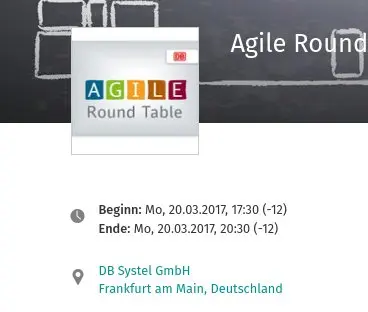 Agile Round
DB
AGILE
Round Table
Beginn: Mo, 20.03.2017, 17:30 (-12)
Ende: Mo, 20.03.2017, 20:30 (-12)
DB Systel GmbH
Frankfurt am Main, Deutschland